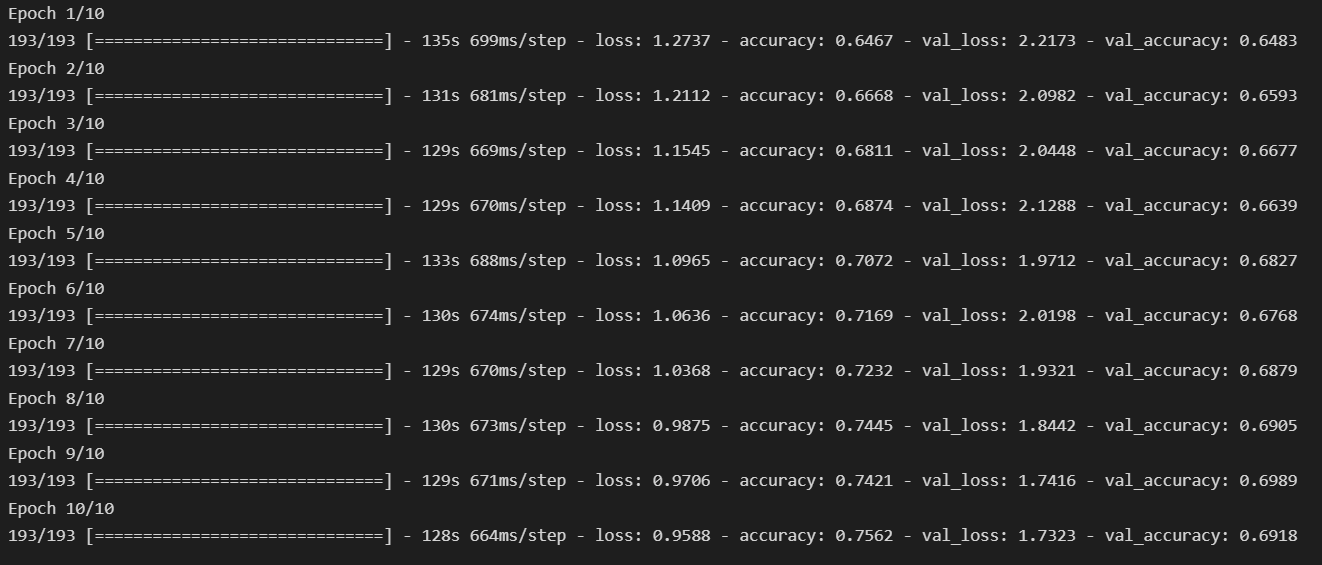 Epoch 1/10
193/193 [==============================] - 135s 699ms/step - loss: 1.2737 - accuracy: 0.6467 - val_loss: 2.2173 - val_accuracy: 0.6483
Epoch 2/10
193/193 [==============================] - 131s 681ms/step - loss: 1.2112 - accuracy: 0.6668 - val_loss: 2.0982 - val_accuracy: 0.6593
Epoch 3/10
193/193 [==============================] - 129s 669ms/step - loss: 1.1545 - accuracy: 0.6811 - val_loss: 2.0448 - val_accuracy: 0.6677
Epoch 4/10
193/193 [==============================] - 129s 670ms/step - loss: 1.1409 - accuracy: 0.6874 - val_loss: 2.1288 - val_accuracy: 0.6639
Epoch 5/10
193/193 [==============================] - 133s 688ms/step - loss: 1.0965 - accuracy: 0.7072 - val_loss: 1.9712 - val_accuracy: 0.6827
Epoch 6/10
193/193 [==============================] - 130s 674ms/step - loss: 1.0636 - accuracy: 0.7169 - val_loss: 2.0198 - val_accuracy: 0.6768
Epoch 7/10
193/193 [==============================] - 129s 670ms/step - loss: 1.0368 - accuracy: 0.7232 - val_loss: 1.9321 - val_accuracy: 0.6879
Epoch 8/10
193/193 [==============================] - 130s 673ms/step - loss: 0.9875 - accuracy: 0.7445 - val_loss: 1.8442 - val_accuracy: 0.6905
Epoch 9/10
193/193 [==============================] - 129s 671ms/step - loss: 0.9706 - accuracy: 0.7421 - val_loss: 1.7416 - val_accuracy: 0.6989
Epoch 10/10
193/193 [==============================] - 128s 664ms/step - loss: 0.9588 - accuracy: 0.7562 - val_loss: 1.7323 - val_accuracy: 0.6918